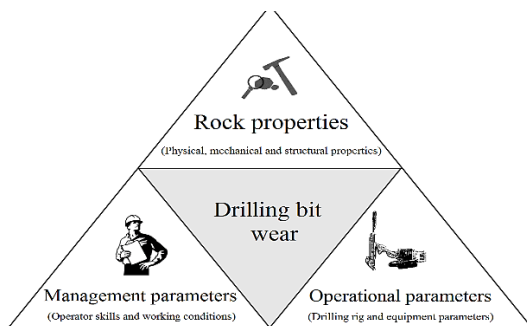 Rock properties
(Physical, mechanical and structural properties)
Drilling bit
wear
Management parameters
(Operator skills and working conditions)
Operational parameters
(Drilling rig and equipment parameters)